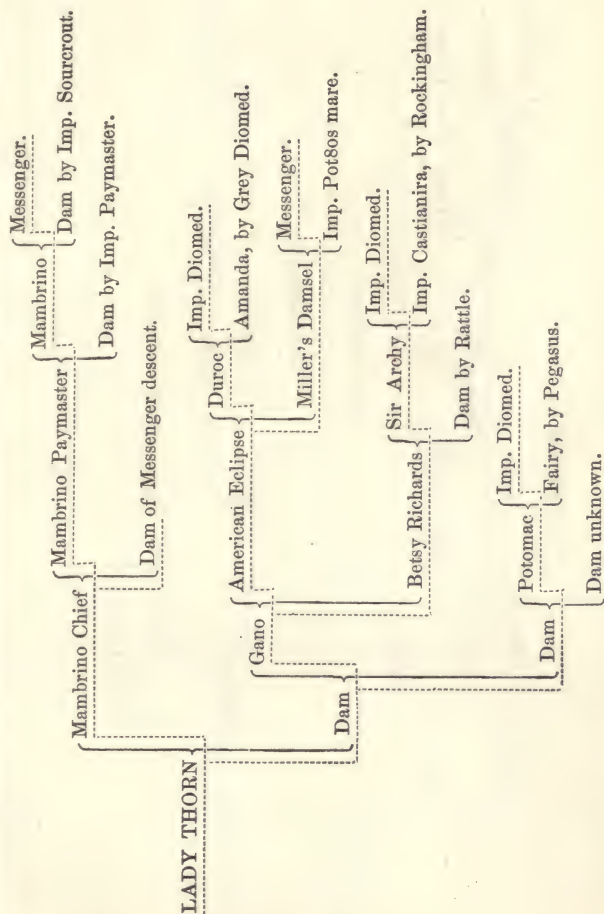 LADY THORN
Mambrino Chief
Mambrino Paymaster
Mambrino
Messenger.
Dam by Imp. Sourcrout.
Dam by Imp. Paymaster.
Dam of Messenger descent.
Dam
Gano
American Eclipse
Duroc
Imp. Diomed.
Amanda, by Grey Diomed.
Miller's Damsel
Messenger.
Imp. Pot8os mare.
Betsy Richards
Sir Archy
Imp. Diomed.
Imp. Castianira, by Rockingham.
Dam by Rattle.
Dam
Potomac
Imp. Diomed.
Fairy, by Pegasus.
Dam unknown.